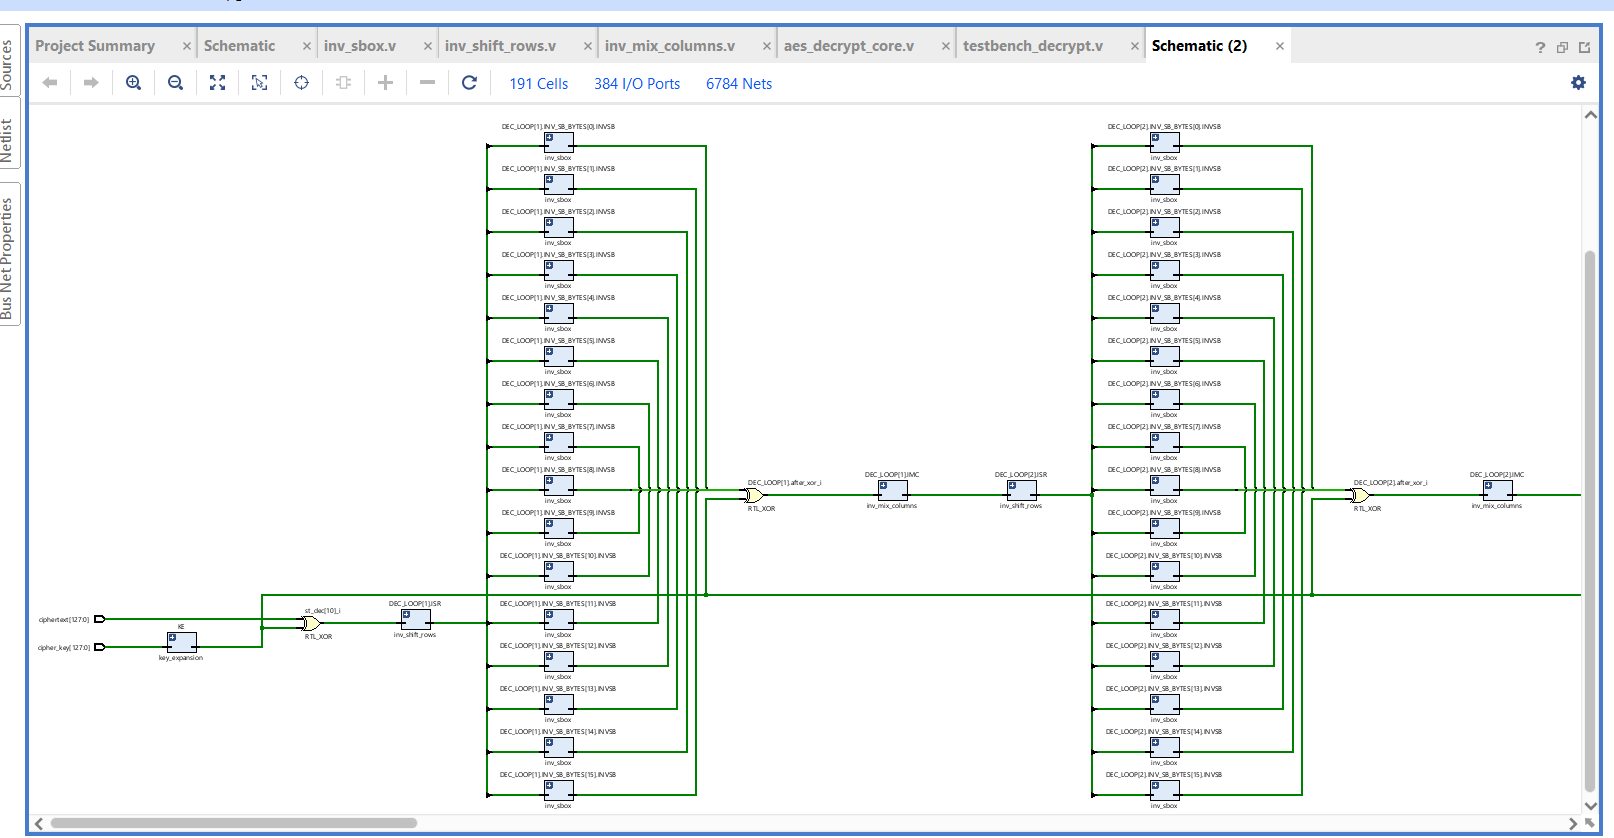 Sources
Netlist
Bus Net Properties
Project Summary × Schematic × inv_sbox.v × inv_shift_rows.v × inv_mix_columns.v × aes_decrypt_core.v × testbench_decrypt.v × Schematic (2) ×
?
191 Cells 384 I/O Ports 6784 Nets
DEC_LOOP[1].INV_SB_BYTES[0].INVSB
inv_sbox
DEC_LOOP[1].INV_SB_BYTES[1].INVSB
inv_sbox
DEC_LOOP[1].INV_SB_BYTES[2].INVSB
inv_sbox
DEC_LOOP[1].INV_SB_BYTES[3].INVSB
inv_sbox
DEC_LOOP[1].INV_SB_BYTES[4].INVSB
inv_sbox
DEC_LOOP[1].INV_SB_BYTES[5].INVSB
inv_sbox
DEC_LOOP[1].INV_SB_BYTES[6].INVSB
inv_sbox
DEC_LOOP[1].INV_SB_BYTES[7].INVSB
inv_sbox
DEC_LOOP[1].INV_SB_BYTES[8].INVSB
inv_sbox
DEC_LOOP[1].INV_SB_BYTES[9].INVSB
inv_sbox
DEC_LOOP[1].INV_SB_BYTES[10].INVSB
inv_sbox
DEC_LOOP[1].INV_SB_BYTES[11].INVSB
inv_sbox
DEC_LOOP[1].INV_SB_BYTES[12].INVSB
inv_sbox
DEC_LOOP[1].INV_SB_BYTES[13].INVSB
inv_sbox
DEC_LOOP[1].INV_SB_BYTES[14].INVSB
inv_sbox
DEC_LOOP[1].INV_SB_BYTES[15].INVSB
inv_sbox
ciphertext[127:0]
cipher_key[127:0]
KE
key_expansion
st_dec[10]_i
RTL_XOR
DEC_LOOP[1].ISR
inv_shift_rows
DEC_LOOP[1].after_xor_i
RTL_XOR
DEC_LOOP[1].IMC
inv_mix_columns
DEC_LOOP[2].ISR
inv_shift_rows
DEC_LOOP[2].INV_SB_BYTES[0].INVSB
inv_sbox
DEC_LOOP[2].INV_SB_BYTES[1].INVSB
inv_sbox
DEC_LOOP[2].INV_SB_BYTES[2].INVSB
inv_sbox
DEC_LOOP[2].INV_SB_BYTES[3].INVSB
inv_sbox
DEC_LOOP[2].INV_SB_BYTES[4].INVSB
inv_sbox
DEC_LOOP[2].INV_SB_BYTES[5].INVSB
inv_sbox
DEC_LOOP[2].INV_SB_BYTES[6].INVSB
inv_sbox
DEC_LOOP[2].INV_SB_BYTES[7].INVSB
inv_sbox
DEC_LOOP[2].INV_SB_BYTES[8].INVSB
inv_sbox
DEC_LOOP[2].INV_SB_BYTES[9].INVSB
inv_sbox
DEC_LOOP[2].INV_SB_BYTES[10].INVSB
inv_sbox
DEC_LOOP[2].INV_SB_BYTES[11].INVSB
inv_sbox
DEC_LOOP[2].INV_SB_BYTES[12].INVSB
inv_sbox
DEC_LOOP[2].INV_SB_BYTES[13].INVSB
inv_sbox
DEC_LOOP[2].INV_SB_BYTES[14].INVSB
inv_sbox
DEC_LOOP[2].INV_SB_BYTES[15].INVSB
inv_sbox
DEC_LOOP[2].after_xor_i
RTL_XOR
DEC_LOOP[2].IMC
inv_mix_columns